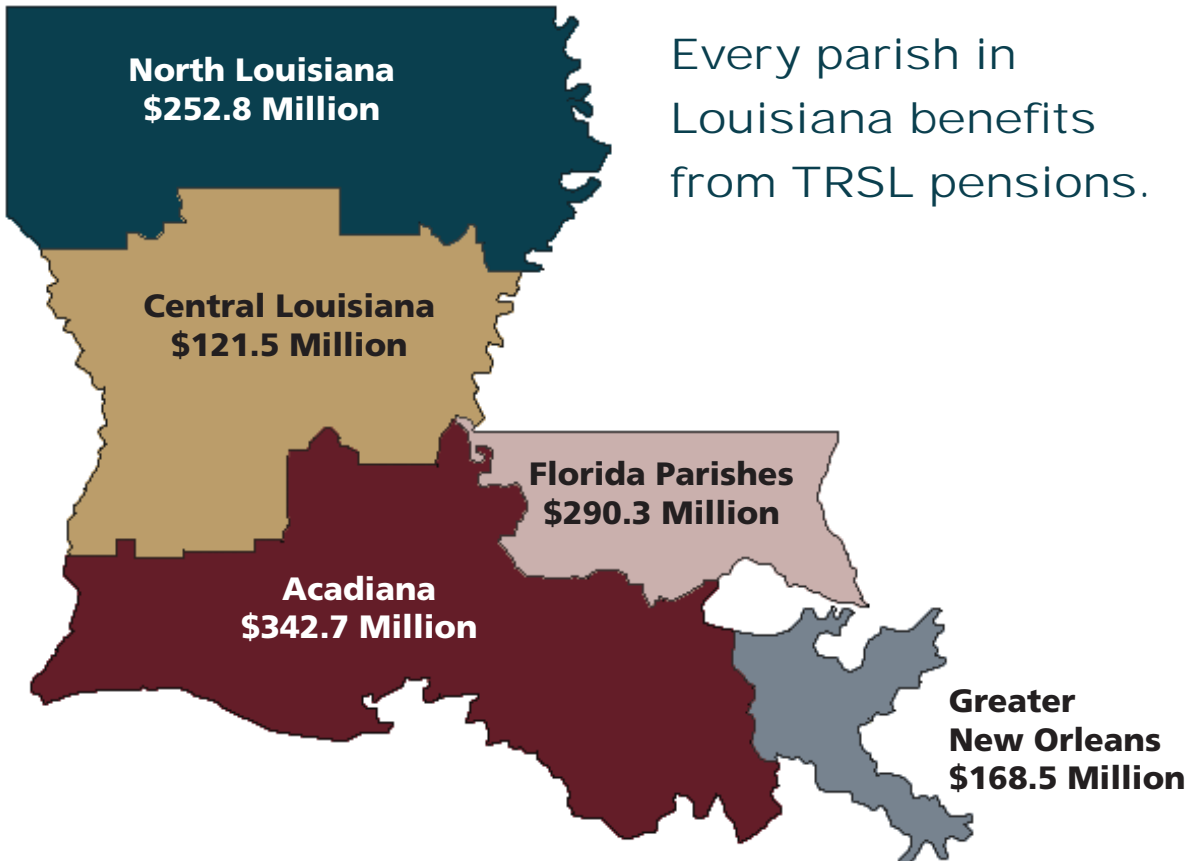 Every parish in
Louisiana benefits
from TRSL pensions.
North Louisiana
$252.8 Million
Central Louisiana
$121.5 Million
Florida Parishes
$290.3 Million
Acadiana
$342.7 Million
Greater
New Orleans
$168.5 Million